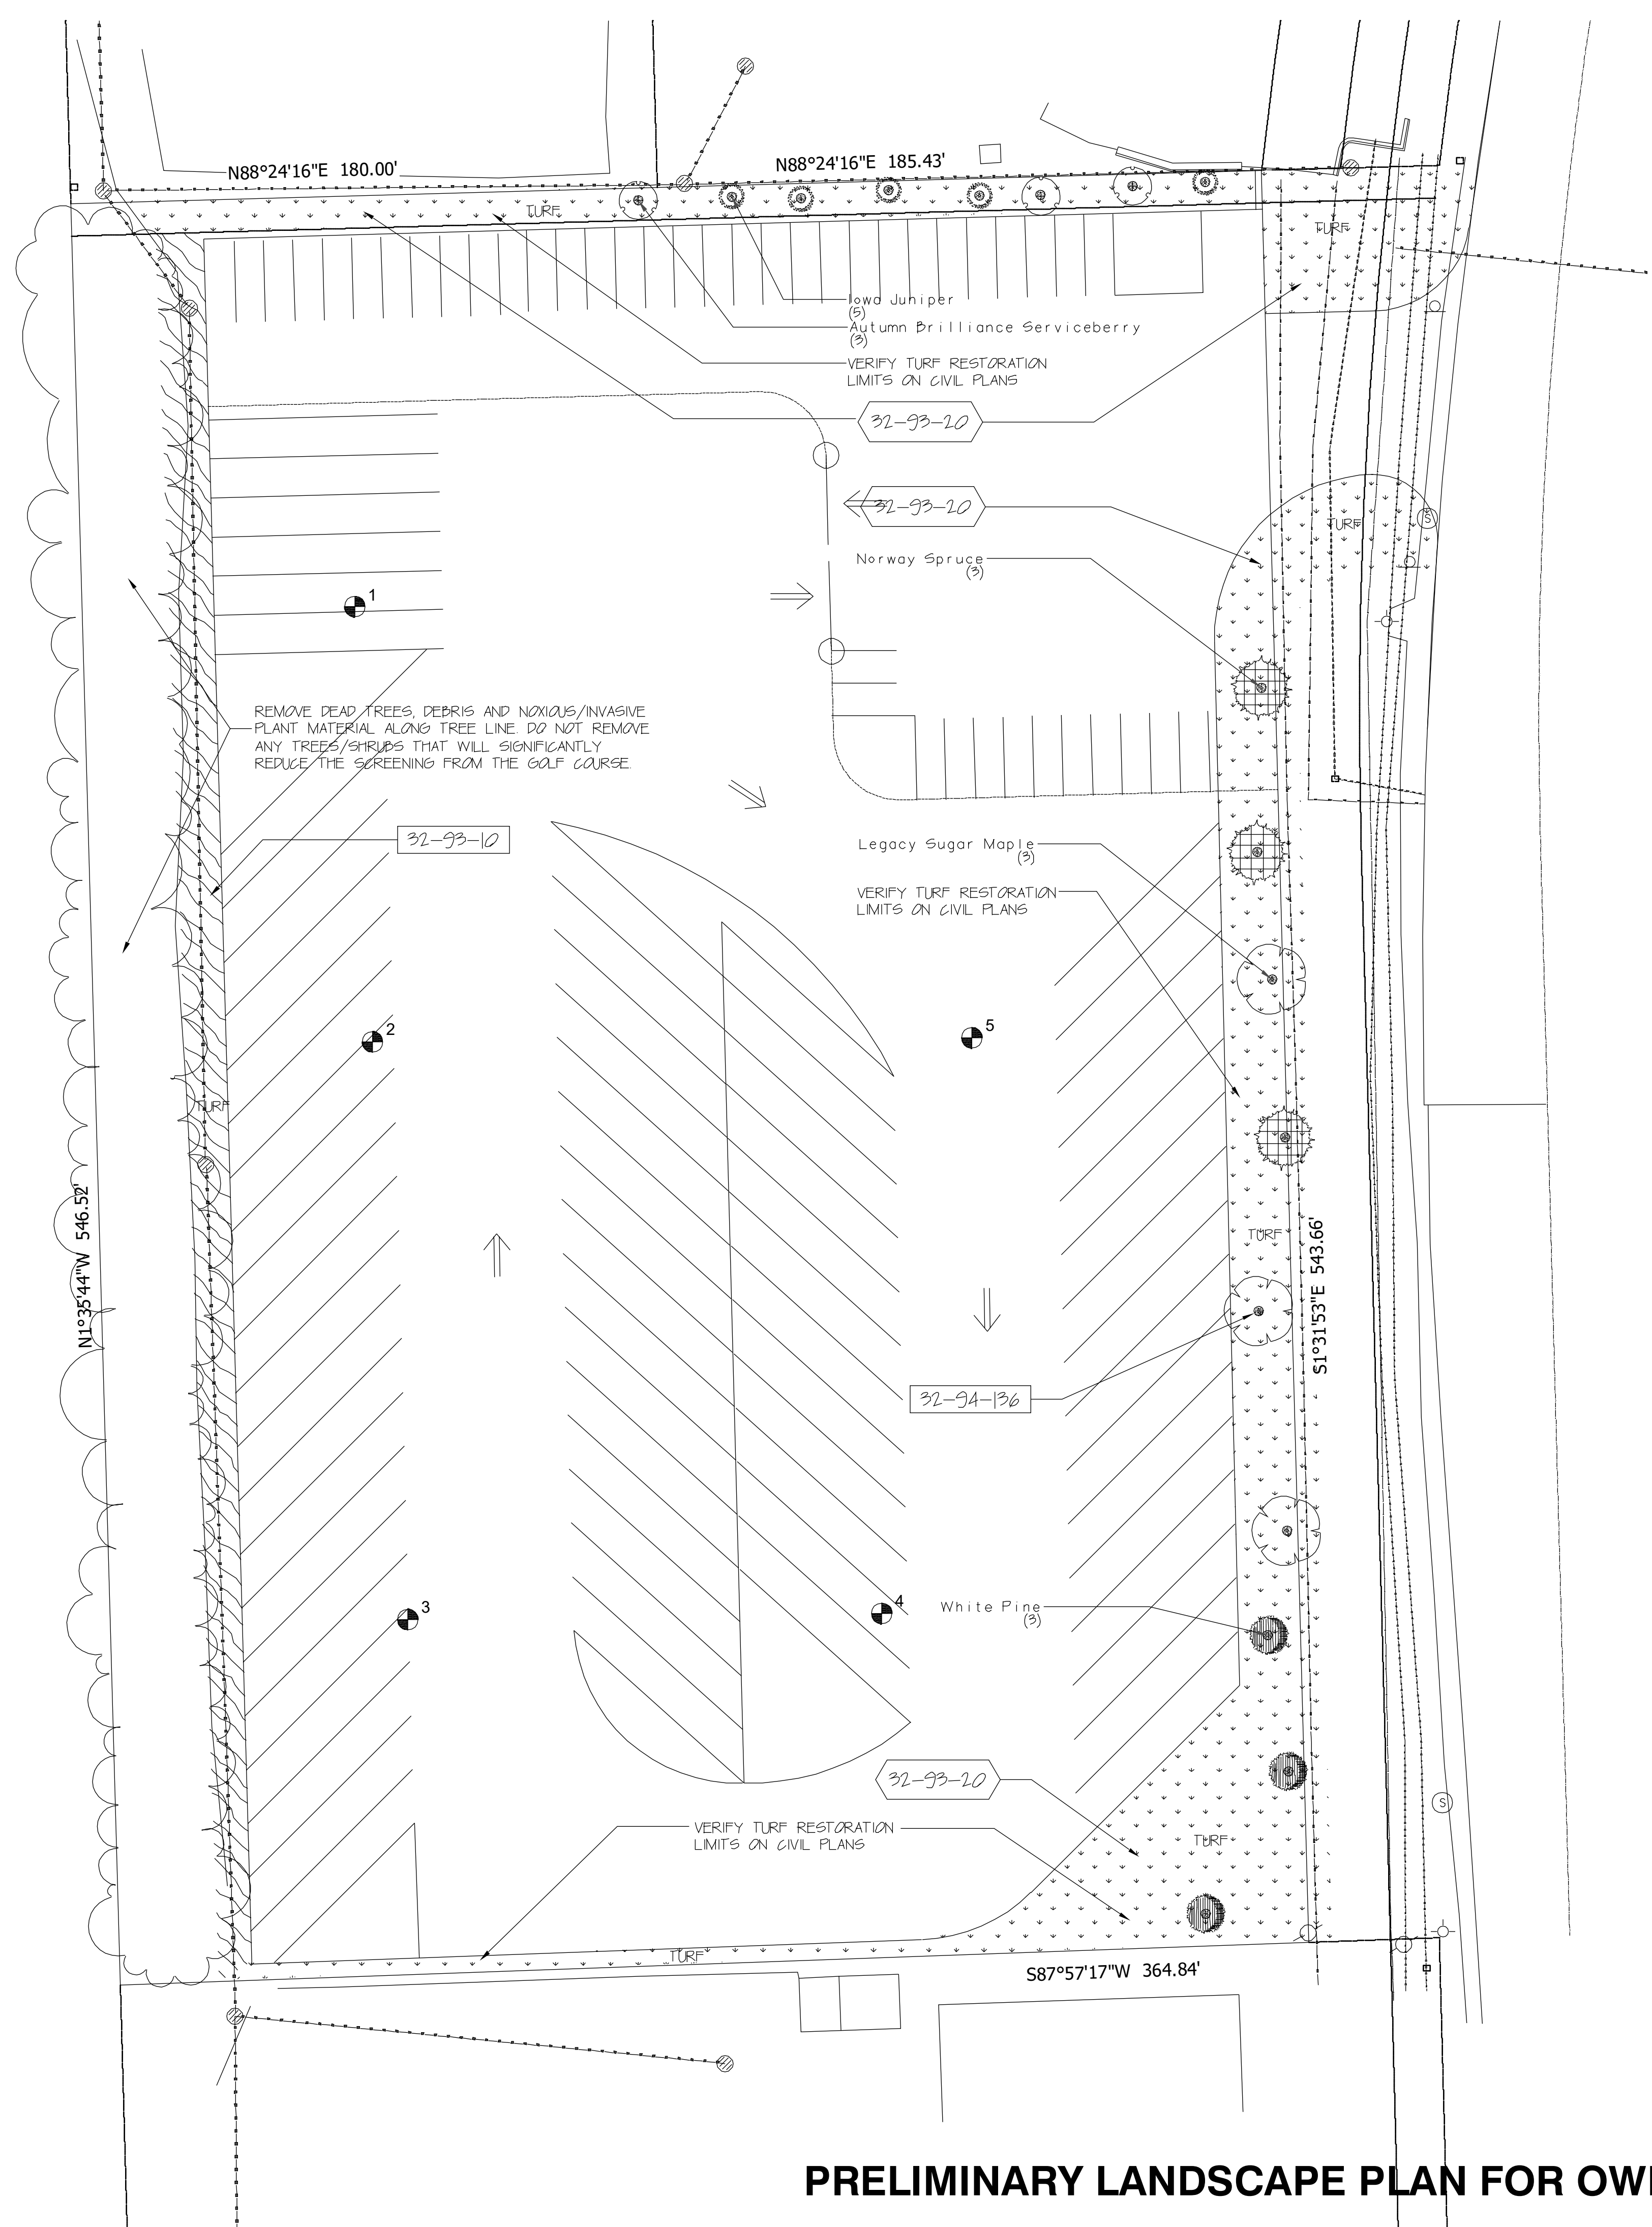 N88°24'16"E 180.00'
N88°24'16"E 185.43'
TURF
TURF
Iowa Juniper
(5)
Autumn Brilliance Serviceberry
(3)
VERIFY TURF RESTORATION
LIMITS ON CIVIL PLANS
32-93-20
32-93-20
TURF
S
Norway Spruce
(3)
1
REMOVE DEAD TREES, DEBRIS AND NOXIOUS/INVASIVE
PLANT MATERIAL ALONG TREE LINE. DO NOT REMOVE
ANY TREES/SHRUBS THAT WILL SIGNIFICANTLY
REDUCE THE SCREENING FROM THE GOLF COURSE.
32-93-10
Legacy Sugar Maple
(3)
VERIFY TURF RESTORATION
LIMITS ON CIVIL PLANS
2
5
TURF
N1°35'44"W 546.52'
TURF
S1°31'53"E 543.66'
32-94-136
3
4
White Pine
(3)
32-93-20
S
VERIFY TURF RESTORATION
LIMITS ON CIVIL PLANS
TURF
TURF
S87°57'17"W 364.84'
PRELIMINARY LANDSCAPE PLAN FOR OW